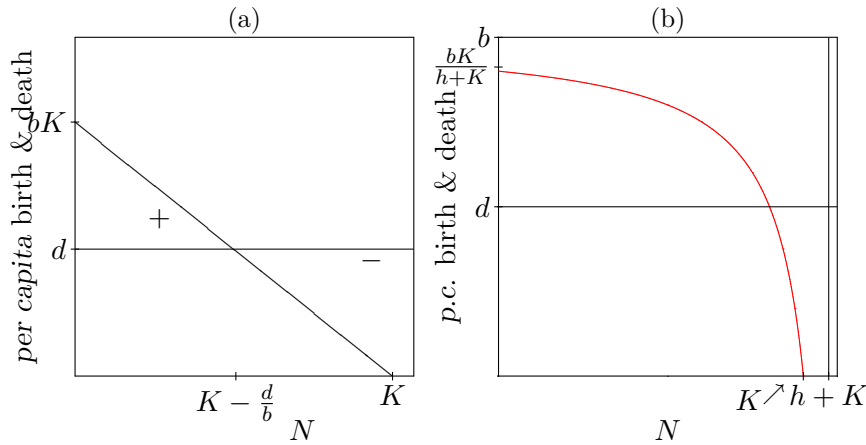 (a)
per capita birth & death
bK
d
+
−
K − d/b
K
N
(b)
p.c. birth & death
b
bK/h+K
d
K↗h + K
N